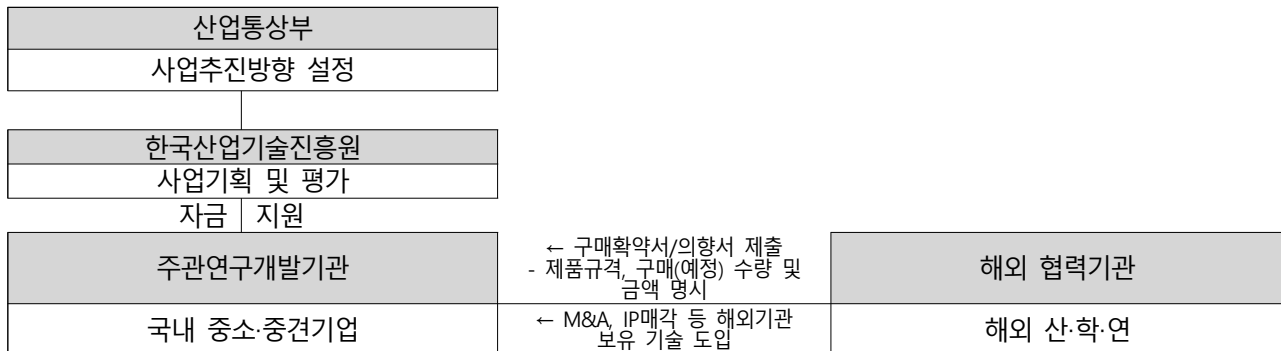 산업통상부
사업추진방향 설정
한국산업기술진흥원
사업기획 및 평가
자금 지원
주관연구개발기관
← 구매확약서/의향서 제출
- 제품규격, 구매(예정) 수량 및
금액 명시
해외 협력기관
국내 중소·중견기업
← M&A, IP매각 등 해외기관
보유 기술 도입
해외 산·학·연